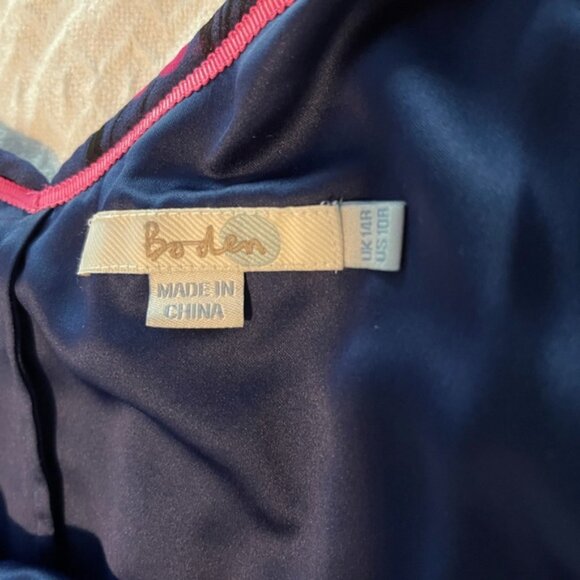 Boden
MADE IN
CHINA
UK 14R
US 10R